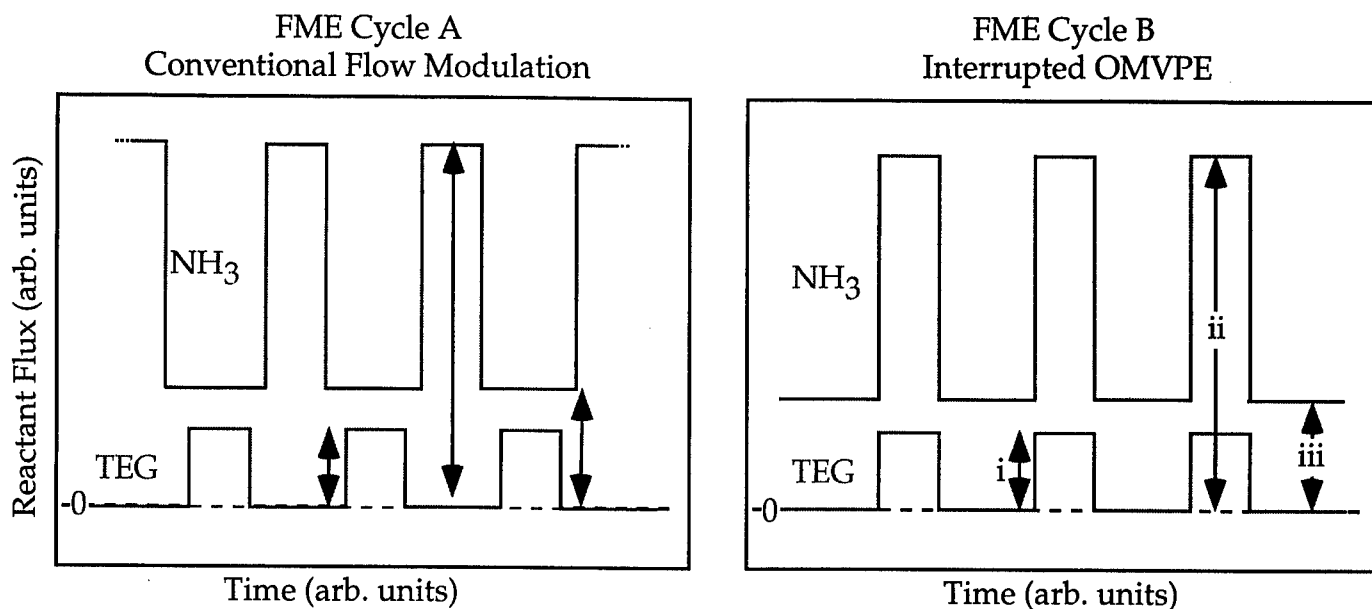 FME Cycle A
Conventional Flow Modulation
Reactant Flux (arb. units)
NH3
TEG
-0
Time (arb. units)
FME Cycle B
Interrupted OMVPE
NH3
ii
TEG
i
iii
-0
Time (arb. units)